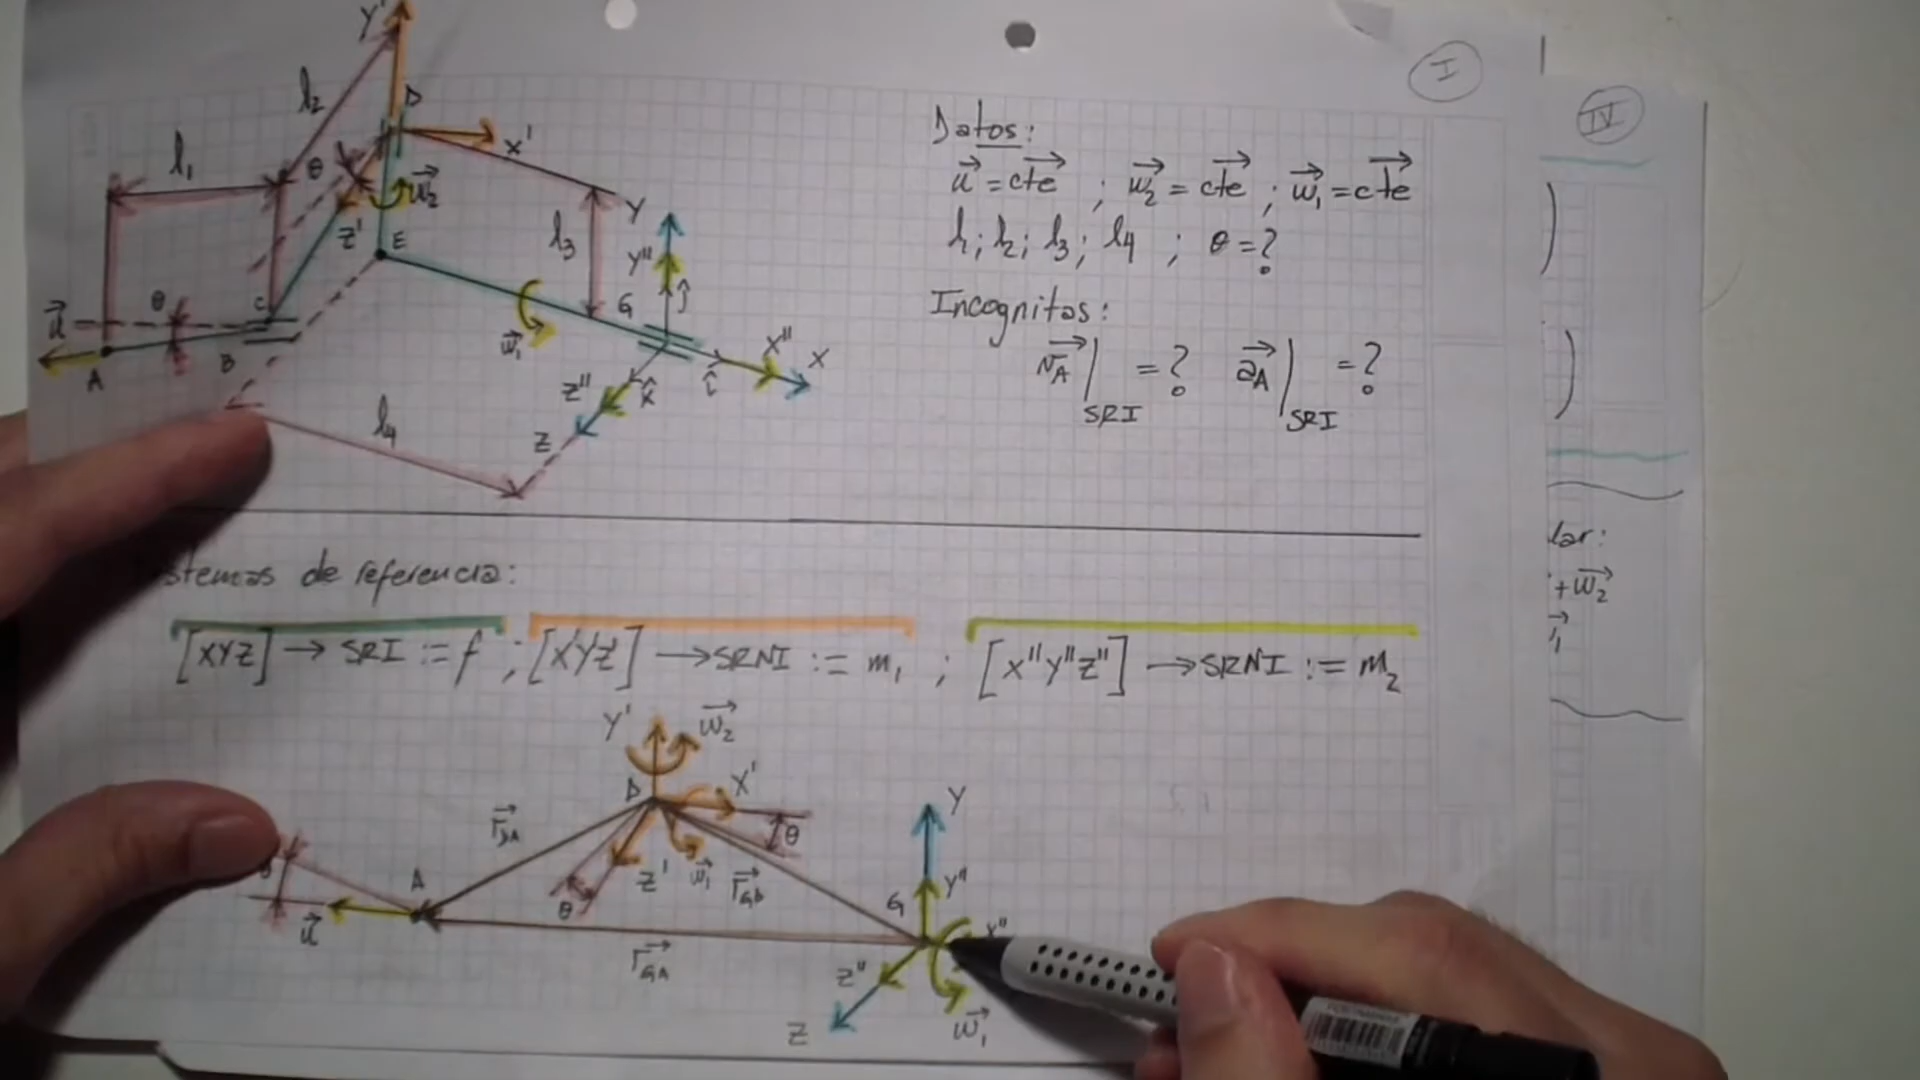 I
IV
Datos:
u = cte ; w2 = cte ; w1 = cte
l1; l2; l3; l4 ; θ = ?
Incognitas:
vA|SRI = ? aA|SRI = ?
Y'
l2
D
X'
l1
θ
w2
Z'
E
l3
Y
Y''
ĵ
u
θ
C
B
A
w1
G
X''
X
î
Z''
k̂
Z
l4
stemas de referencia:
[XYZ] → SRI := f ; [X'Y'Z'] → SRNI := m1 ; [X''Y''Z''] → SRNI := m2
Y'
w2
D
X'
rDA
θ
Z'
w1
rGD
θ
A
u
rGA
Y
Y''
G
X''
Z''
Z
w1
lar:
+w2